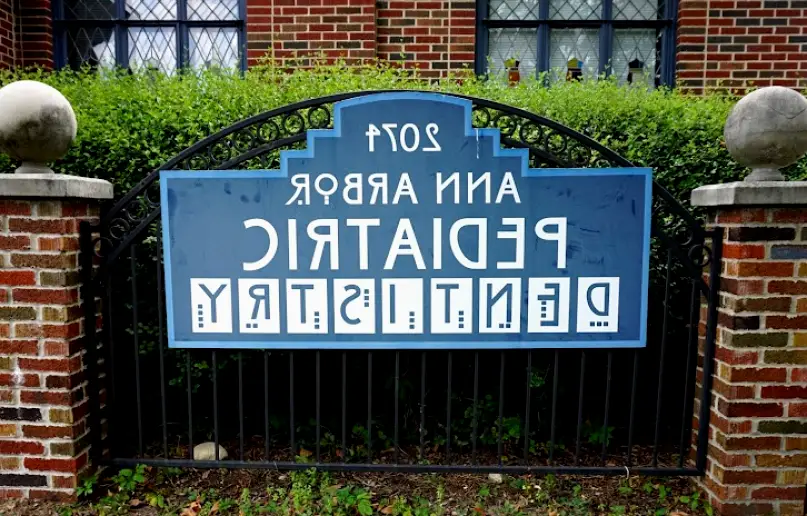 2074
ANN ARBOR
PEDIATRIC
DENTISTRY